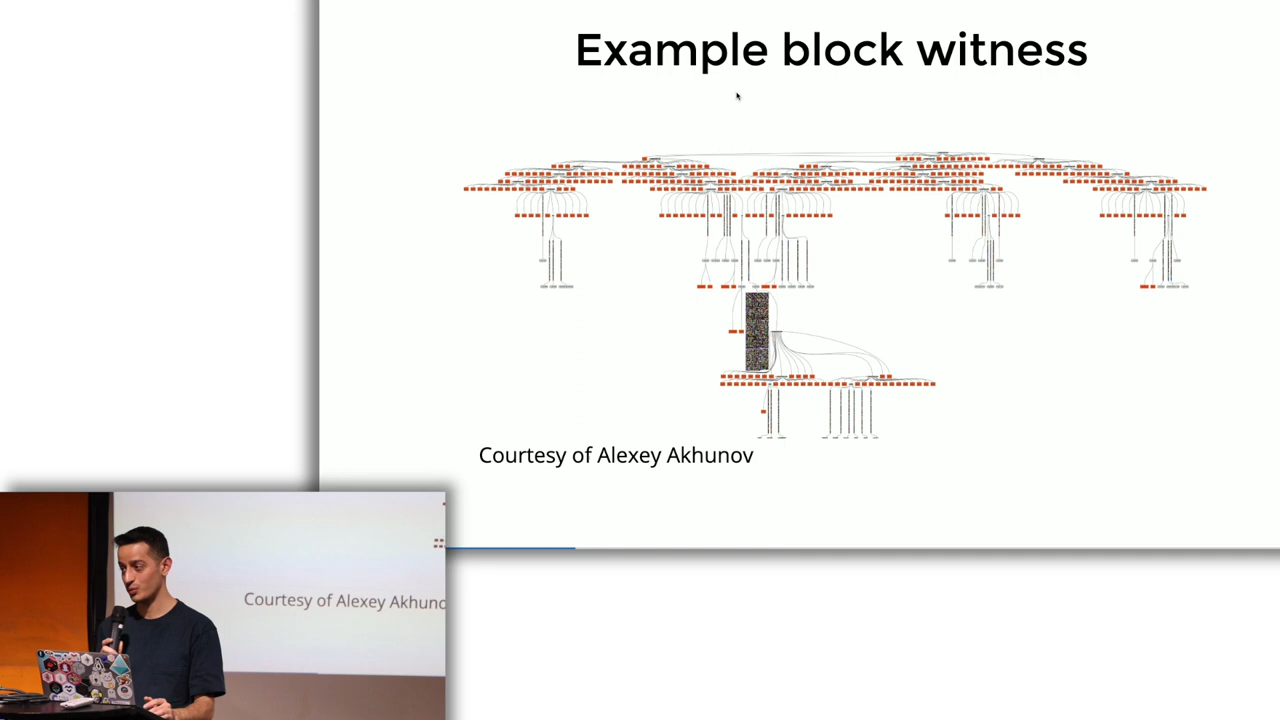 Example block witness
Courtesy of Alexey Akhunov
Courtesy of Alexey Akhuno